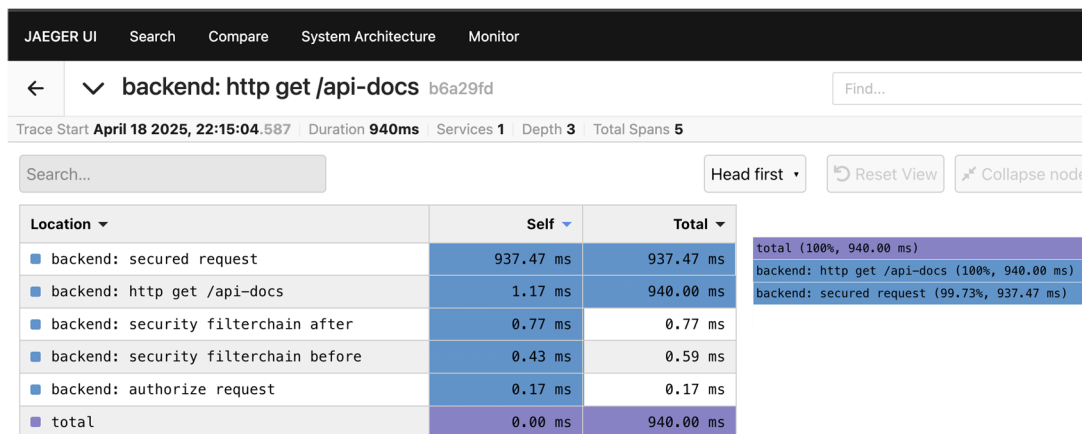 JAEGER UI Search Compare System Architecture Monitor
backend: http get /api-docs b6a29fd Find...
Trace Start April 18 2025, 22:15:04.587 Duration 940ms Services 1 Depth 3 Total Spans 5
Search... Head first Reset View Collapse node
Location Self Total
backend: secured request 937.47 ms 937.47 ms
backend: http get /api-docs 1.17 ms 940.00 ms
backend: security filterchain after 0.77 ms 0.77 ms
backend: security filterchain before 0.43 ms 0.59 ms
backend: authorize request 0.17 ms 0.17 ms
total 0.00 ms 940.00 ms
total (100%, 940.00 ms)
backend: http get /api-docs (100%, 940.00 ms)
backend: secured request (99.73%, 937.47 ms)